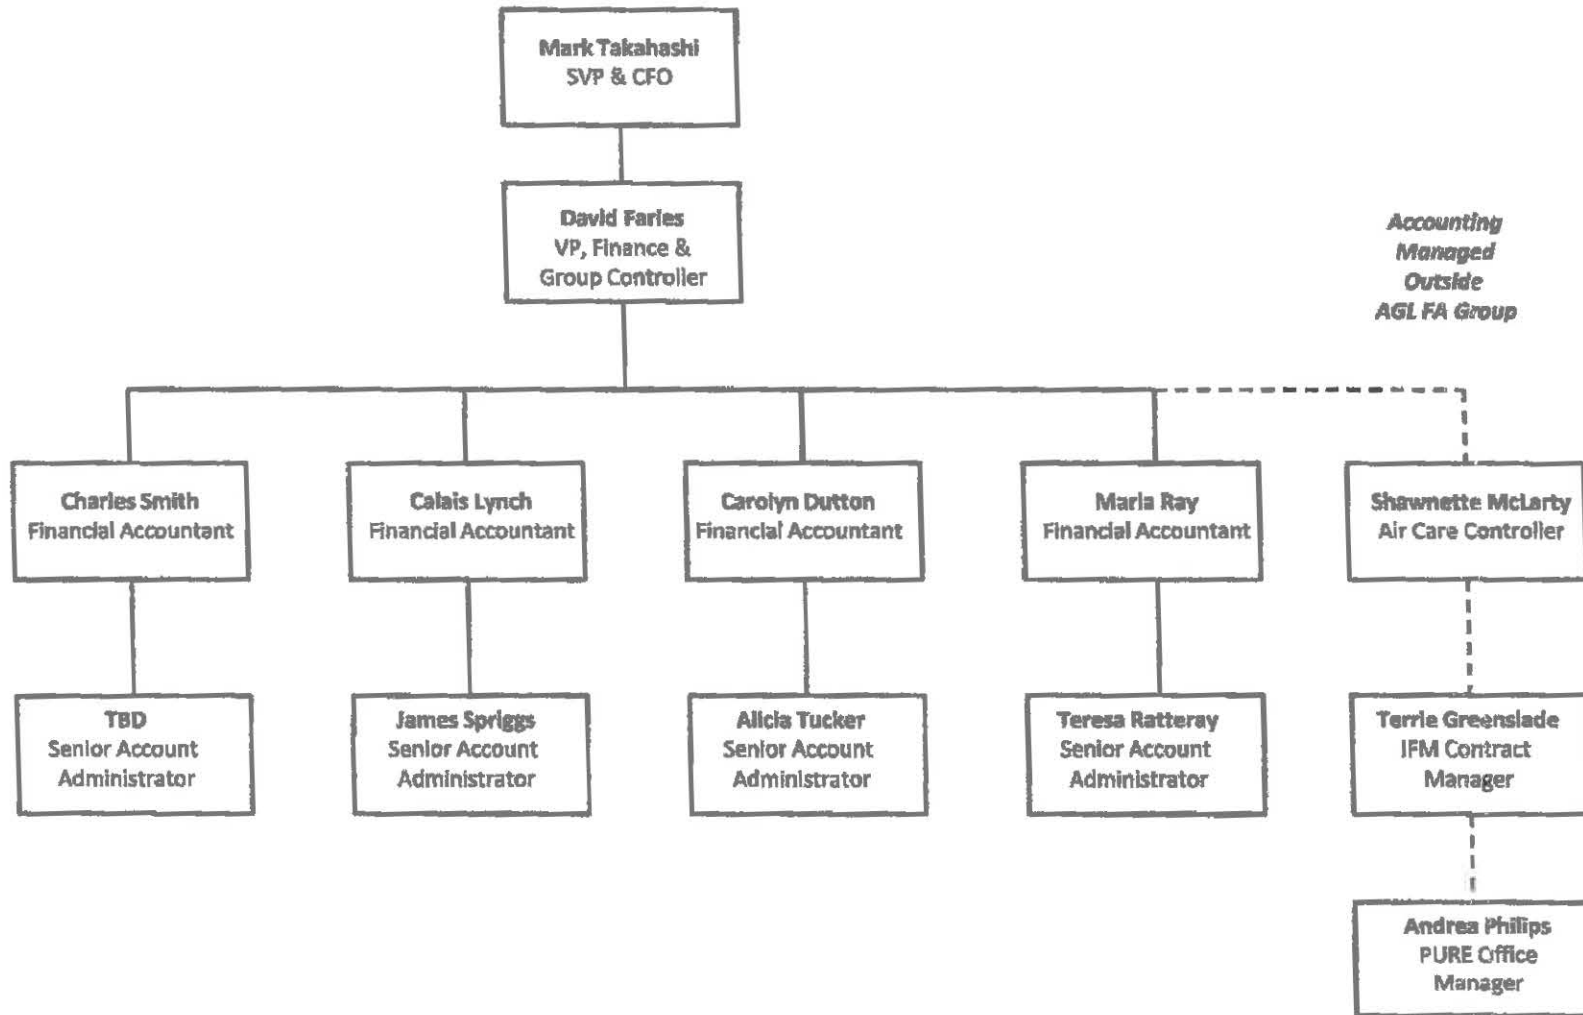 Mark Takahashi
SVP & CFO
David Faries
VP, Finance &
Group Controller
Accounting
Managed
Outside
AGL FA Group
Charles Smith
Financial Accountant
Calais Lynch
Financial Accountant
Carolyn Dutton
Financial Accountant
Maria Ray
Financial Accountant
Shawnette McLarty
Air Care Controller
TBD
Senior Account
Administrator
James Spriggs
Senior Account
Administrator
Alicia Tucker
Senior Account
Administrator
Teresa Ratteray
Senior Account
Administrator
Terrie Greenslade
IFM Contract
Manager
Andrea Philips
PURE Office
Manager